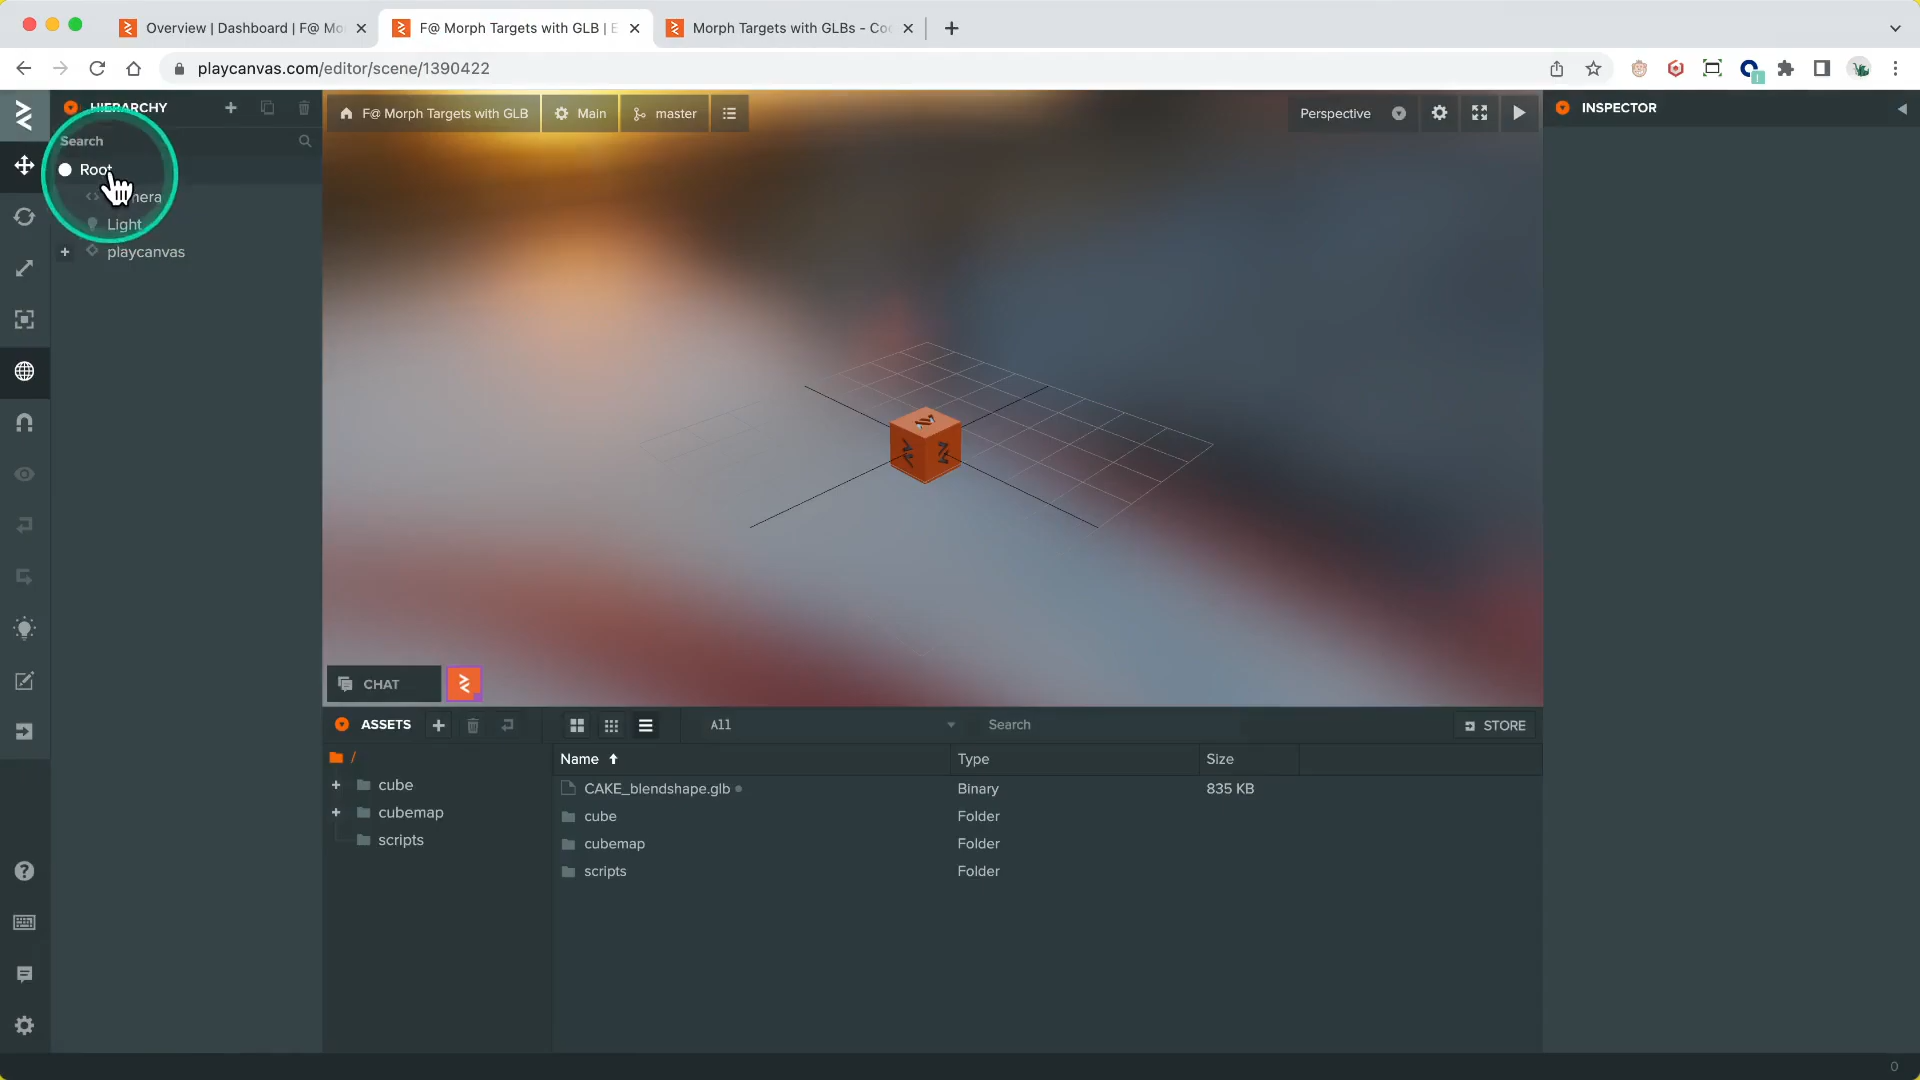 Overview | Dashboard | F@ Mo
F@ Morph Targets with GLB | E
Morph Targets with GLBs - Co
playcanvas.com/editor/scene/1390422
HIERARCHY
Search
Root
Light
playcanvas
F@ Morph Targets with GLB
Main
master
Perspective
INSPECTOR
CHAT
ASSETS
All
Search
STORE
/
cube
cubemap
scripts
Name
Type
Size
CAKE_blendshape.glb
Binary
835 KB
cube
Folder
cubemap
Folder
scripts
Folder
0